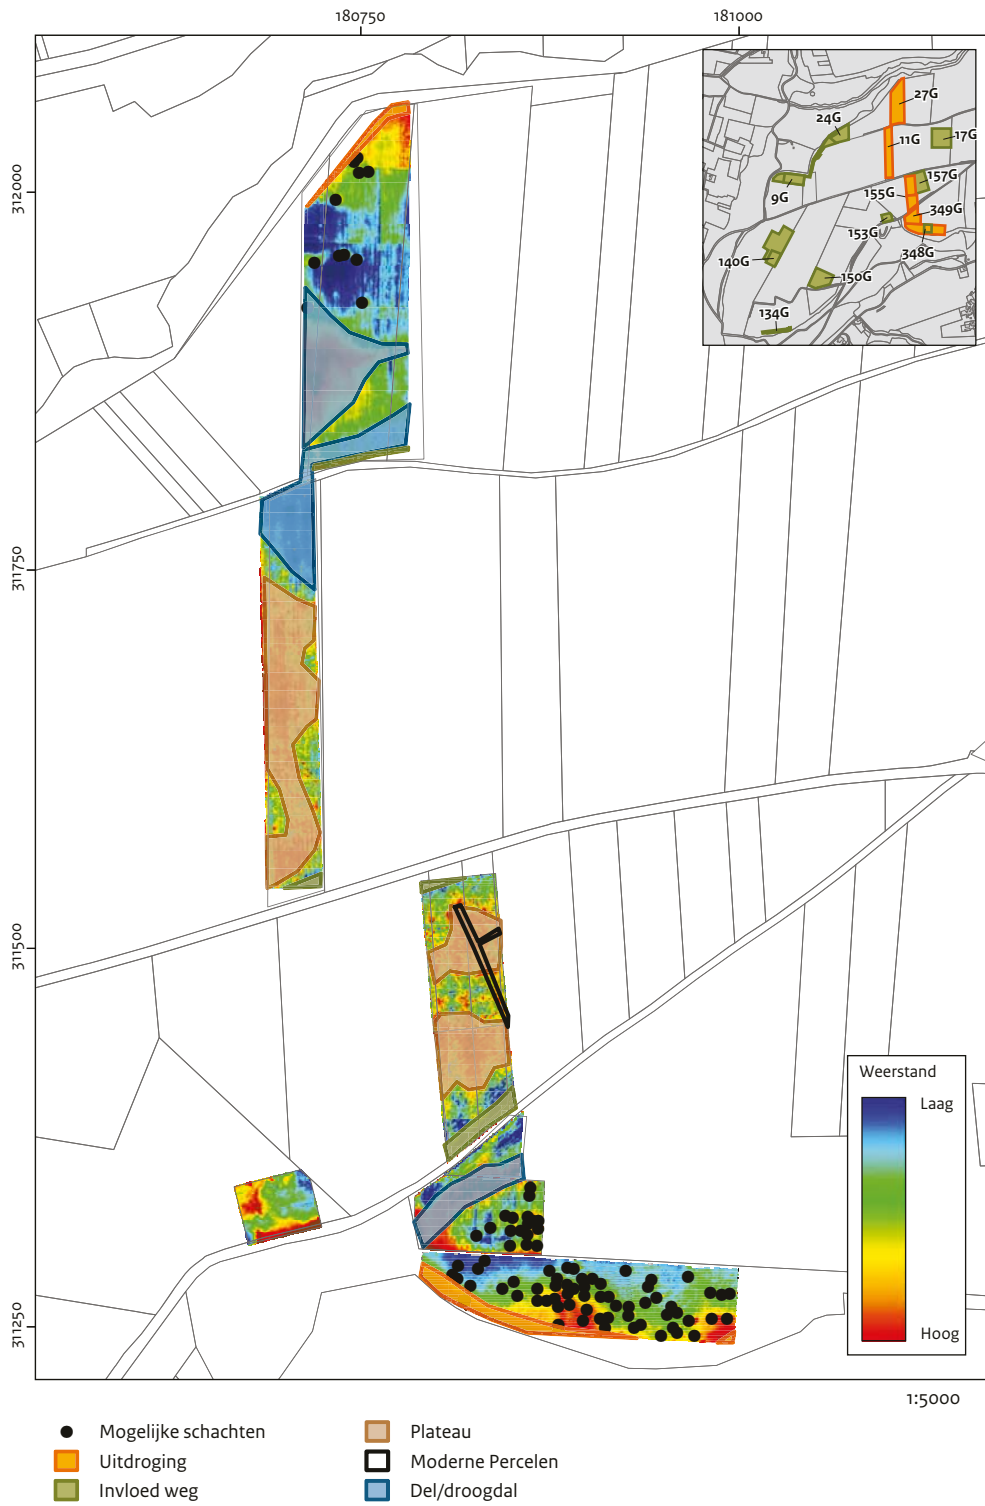 180750
181000
312000
311750
311500
311250
27G
24G
11G
17G
157G
155G
9G
349G
153G
348G
140G
150G
134G
Weerstand
Laag
Hoog
1:5000
Mogelijke schachten
Uitdroging
Invloed weg
Plateau
Moderne Percelen
Del/droogdal